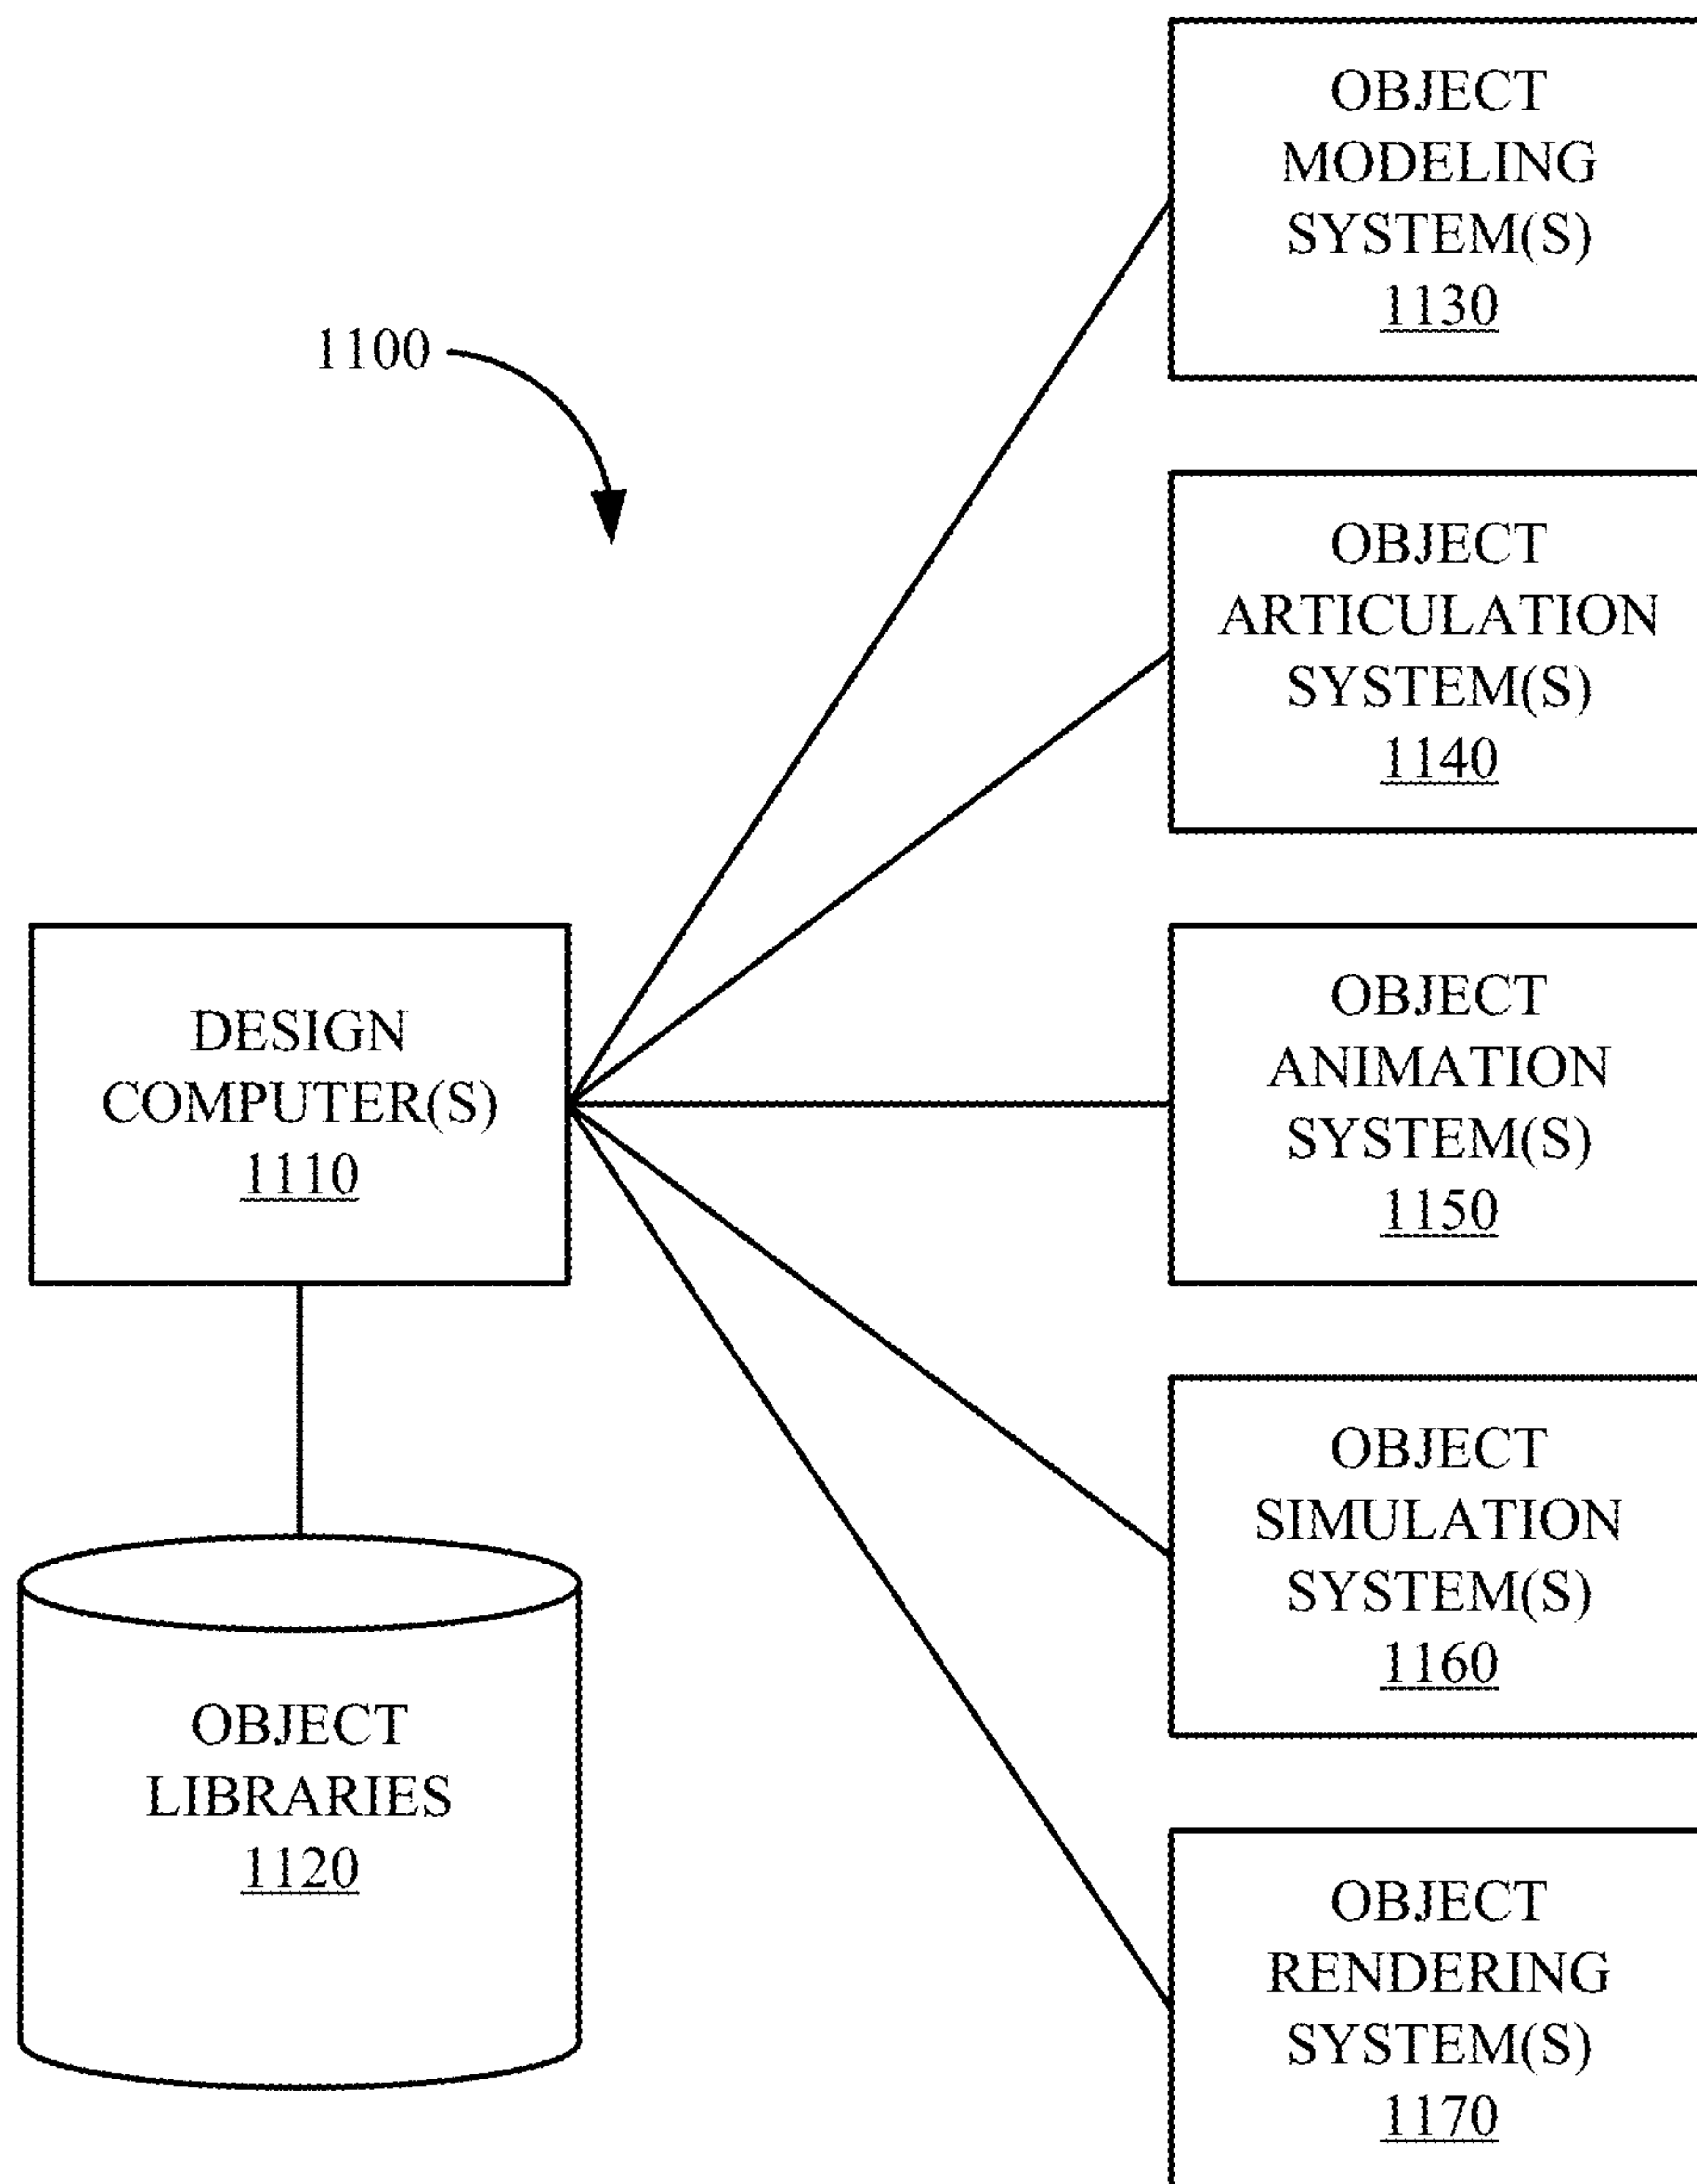 OBJECT
MODELING
SYSTEM(S)
1130
1100
OBJECT
ARTICULATION
SYSTEM(S)
1140
DESIGN
COMPUTER(S)
1110
OBJECT
ANIMATION
SYSTEM(S)
1150
OBJECT
SIMULATION
SYSTEM(S)
1160
OBJECT
LIBRARIES
1120
OBJECT
RENDERING
SYSTEM(S)
1170